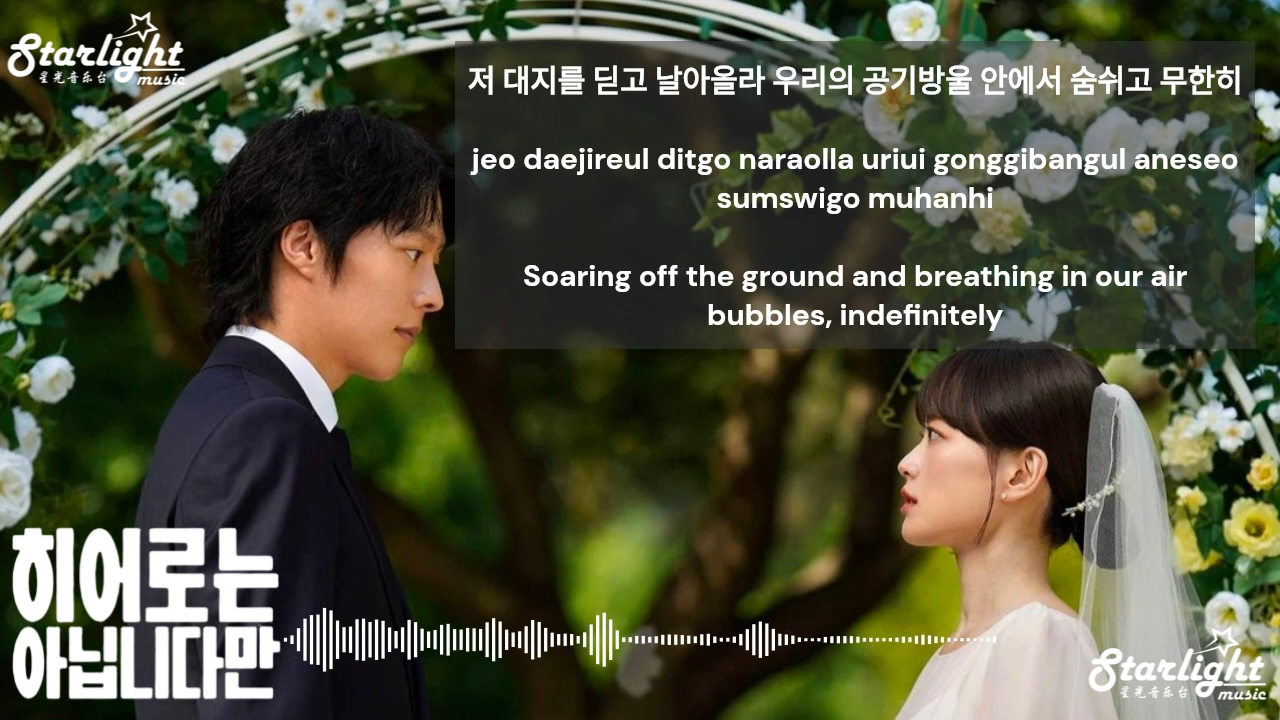 Starlight
星光音乐台 music
저 대지를 딛고 날아올라 우리의 공기방울 안에서 숨쉬고 무한히
jeo daejireul ditgo naraolla uriui gonggibangul aneseo
sumswigo muhanhi
Soaring off the ground and breathing in our air
bubbles, indefinitely
히어로는
아닙니다만
Starlight
星光音乐台 music